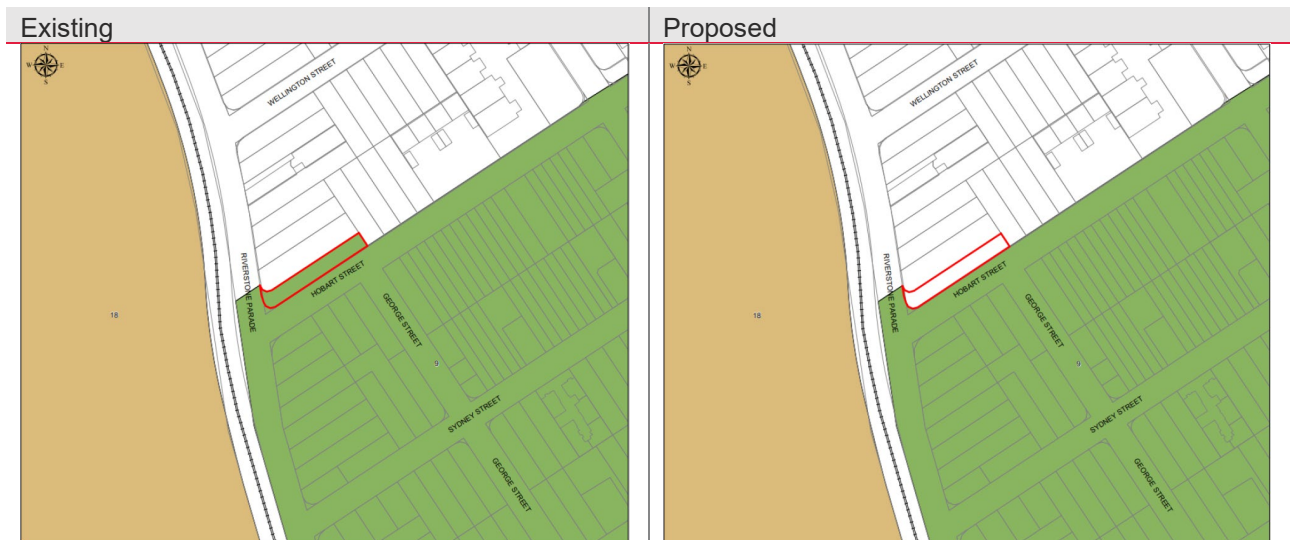 Existing
Proposed
N
W E
S
WELLINGTON STREET
RIVERSTONE PARADE
HOBART STREET
GEORGE STREET
18
9
SYDNEY STREET
GEORGE STREET
N
W E
S
WELLINGTON STREET
RIVERSTONE PARADE
HOBART STREET
GEORGE STREET
18
9
SYDNEY STREET
GEORGE STREET